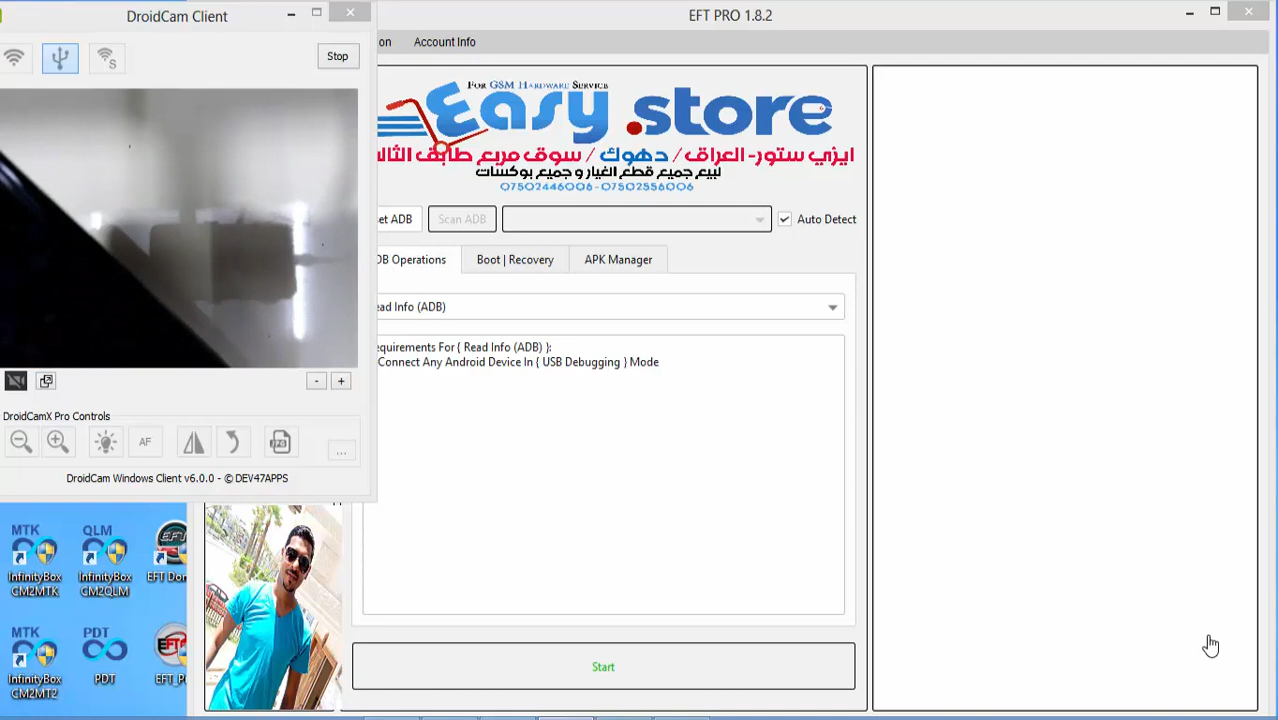 DroidCam Client
EFT PRO 1.8.2
on
Account Info
Stop
S
FOR GSM HARDWARE SERVICE
Easy.store
ايزي ستور- العراق/ دهوك / سوق مربع طابق الثال
لبيع جميع قطع الغيار و جميع بوكسات
07502446006-07502556006
et ADB
Scan ADB
Auto Detect
DB Operations
Boot | Recovery
APK Manager
ead Info (ADB)
equirements For { Read Info (ADB) }:
Connect Any Android Device In { USB Debugging } Mode
-
+
DroidCamX Pro Controls
AF
JPG
...
DroidCam Windows Client v6.0.0 - © DEV47APPS
MTK
QLM
EFT
InfinityBox
CM2MTK
InfinityBox
CM2QLM
EFT Don
MTK
PDT
EFT
InfinityBox
CM2MT2
PDT
EFT_P
Start